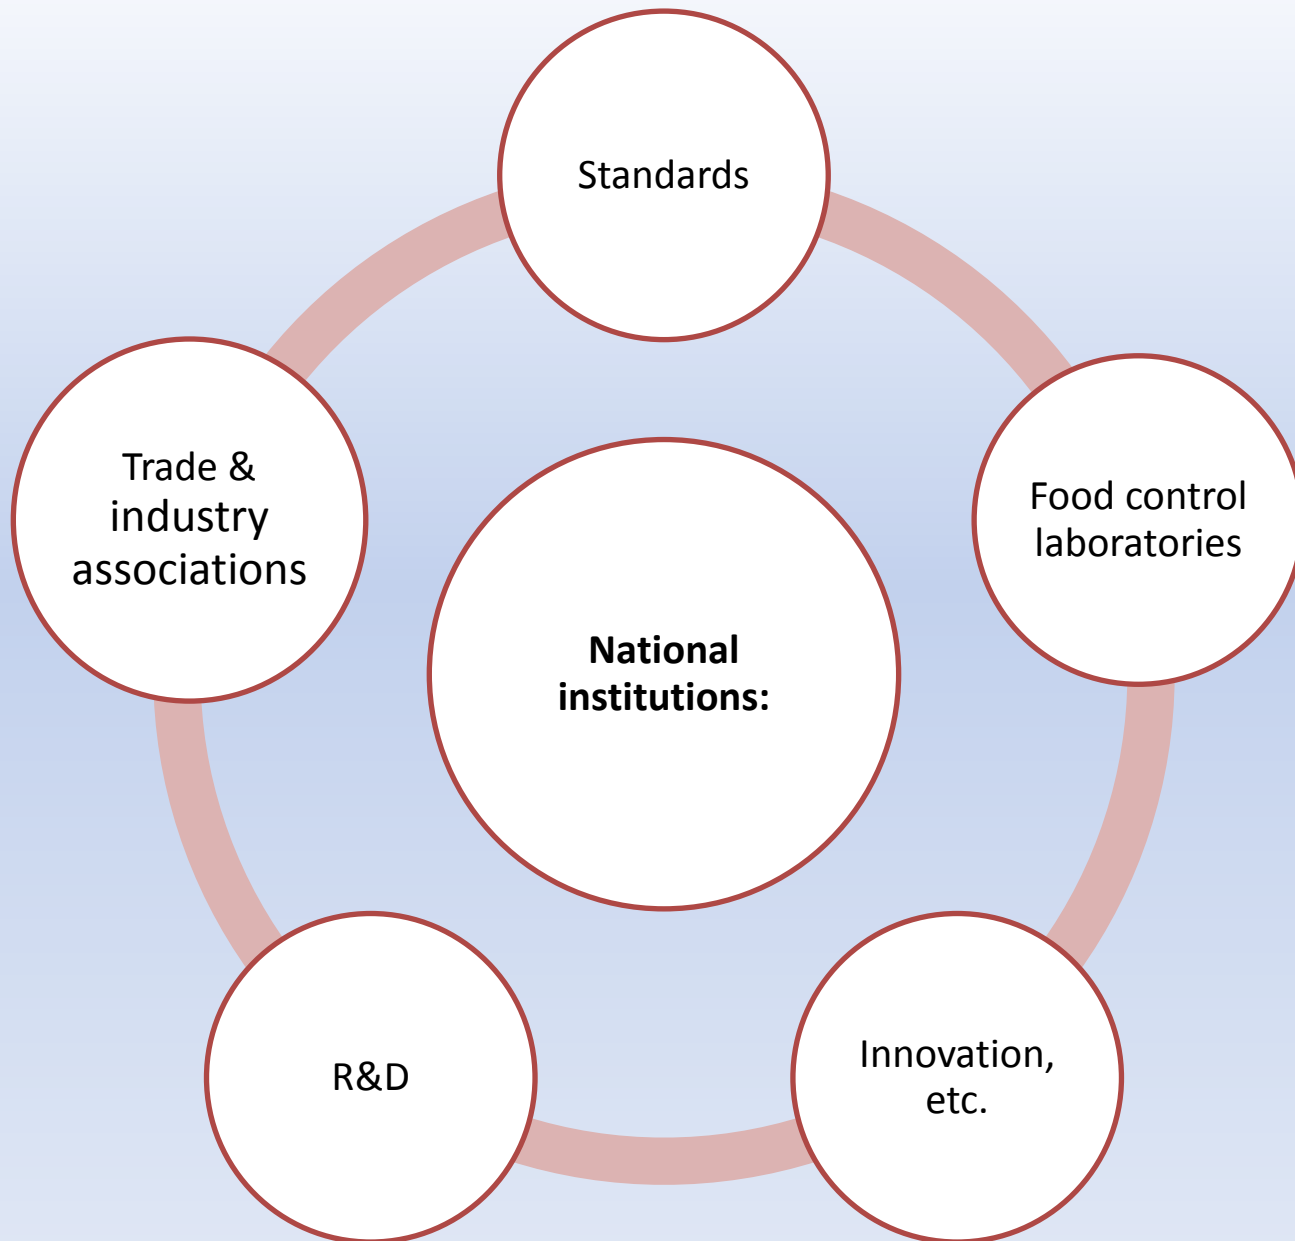 Standards
Trade &
industry
associations
Food control
laboratories
National
institutions:
R&D
Innovation,
etc.